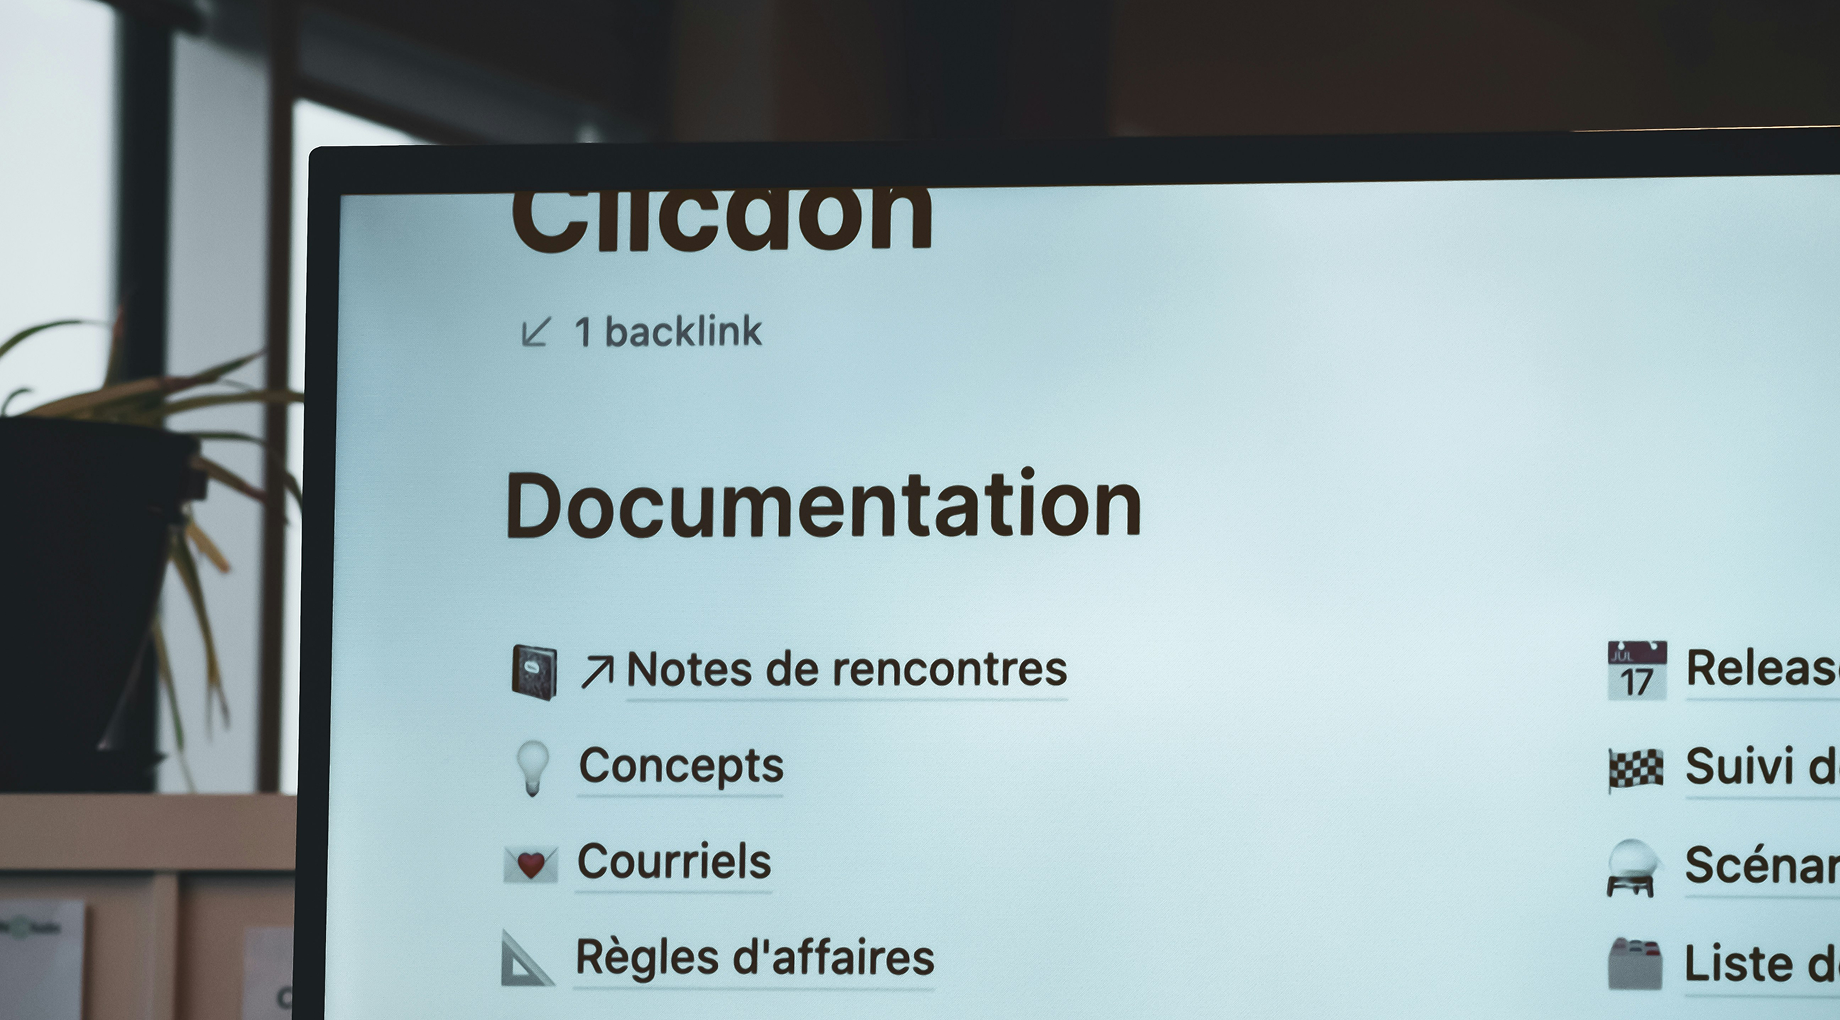 Clicdon
1 backlink
Documentation
Notes de rencontres
Concepts
Courriels
Règles d'affaires
JUL
17
Releas
Suivi d
Scénar
Liste d